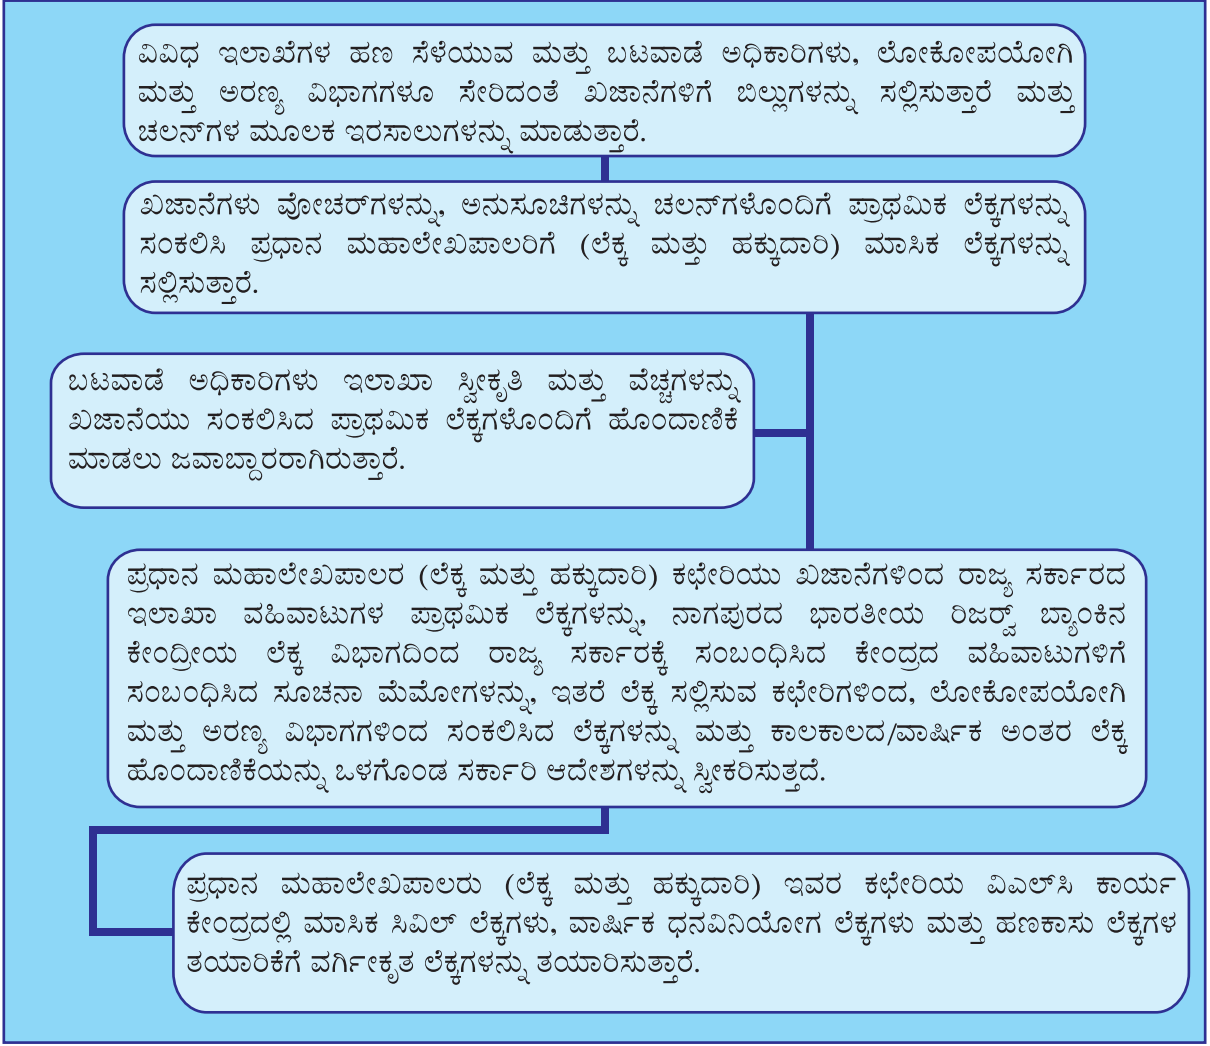 ವಿವಿಧ ಇಲಾಖೆಗಳ ಹಣ ಸೆಳೆಯುವ ಮತ್ತು ಬಟವಾಡೆ ಅಧಿಕಾರಿಗಳು, ಲೋಕೋಪಯೋಗಿ
ಮತ್ತು ಅರಣ್ಯ ವಿಭಾಗಗಳೂ ಸೇರಿದಂತೆ ಖಜಾನೆಗಳಿಗೆ ಬಿಲ್ಲುಗಳನ್ನು ಸಲ್ಲಿಸುತ್ತಾರೆ ಮತ್ತು
ಚಲನ್‌ಗಳ ಮೂಲಕ ಇರಸಾಲುಗಳನ್ನು ಮಾಡುತ್ತಾರೆ.
ಖಜಾನೆಗಳು ವೋಚರ್‌ಗಳನ್ನು, ಅನುಸೂಚಿಗಳನ್ನು ಚಲನ್‌ಗಳೊಂದಿಗೆ ಪ್ರಾಥಮಿಕ ಲೆಕ್ಕಗಳನ್ನು
ಸಂಕಲಿಸಿ ಪ್ರಧಾನ ಮಹಾಲೇಖಪಾಲರಿಗೆ (ಲೆಕ್ಕ ಮತ್ತು ಹಕ್ಕುದಾರಿ) ಮಾಸಿಕ ಲೆಕ್ಕಗಳನ್ನು
ಸಲ್ಲಿಸುತ್ತಾರೆ.
ಬಟವಾಡೆ ಅಧಿಕಾರಿಗಳು ಇಲಾಖಾ ಸ್ವೀಕೃತಿ ಮತ್ತು ವೆಚ್ಚಗಳನ್ನು
ಖಜಾನೆಯು ಸಂಕಲಿಸಿದ ಪ್ರಾಥಮಿಕ ಲೆಕ್ಕಗಳೊಂದಿಗೆ ಹೊಂದಾಣಿಕೆ
ಮಾಡಲು ಜವಾಬ್ದಾರರಾಗಿರುತ್ತಾರೆ.
ಪ್ರಧಾನ ಮಹಾಲೇಖಪಾಲರ (ಲೆಕ್ಕ ಮತ್ತು ಹಕ್ಕುದಾರಿ) ಕಛೇರಿಯು ಖಜಾನೆಗಳಿಂದ ರಾಜ್ಯ ಸರ್ಕಾರದ
ಇಲಾಖಾ ವಹಿವಾಟುಗಳ ಪ್ರಾಥಮಿಕ ಲೆಕ್ಕಗಳನ್ನು, ನಾಗಪುರದ ಭಾರತೀಯ ರಿಜರ್ವ್ ಬ್ಯಾಂಕಿನ
ಕೇಂದ್ರೀಯ ಲೆಕ್ಕ ವಿಭಾಗದಿಂದ ರಾಜ್ಯ ಸರ್ಕಾರಕ್ಕೆ ಸಂಬಂಧಿಸಿದ ಕೇಂದ್ರದ ವಹಿವಾಟುಗಳಿಗೆ
ಸಂಬಂಧಿಸಿದ ಸೂಚನಾ ಮೆಮೋಗಳನ್ನು, ಇತರೆ ಲೆಕ್ಕ ಸಲ್ಲಿಸುವ ಕಛೇರಿಗಳಿಂದ, ಲೋಕೋಪಯೋಗಿ
ಮತ್ತು ಅರಣ್ಯ ವಿಭಾಗಗಳಿಂದ ಸಂಕಲಿಸಿದ ಲೆಕ್ಕಗಳನ್ನು ಮತ್ತು ಕಾಲಕಾಲದ/ವಾರ್ಷಿಕ ಅಂತರ ಲೆಕ್ಕ
ಹೊಂದಾಣಿಕೆಯನ್ನು ಒಳಗೊಂಡ ಸರ್ಕಾರಿ ಆದೇಶಗಳನ್ನು ಸ್ವೀಕರಿಸುತ್ತದೆ.
ಪ್ರಧಾನ ಮಹಾಲೇಖಪಾಲರು (ಲೆಕ್ಕ ಮತ್ತು ಹಕ್ಕುದಾರಿ) ಇವರ ಕಛೇರಿಯ ವಿಎಲ್‌ಸಿ ಕಾರ್ಯ
ಕೇಂದ್ರದಲ್ಲಿ ಮಾಸಿಕ ಸಿವಿಲ್ ಲೆಕ್ಕಗಳು, ವಾರ್ಷಿಕ ಧನವಿನಿಯೋಗ ಲೆಕ್ಕಗಳು ಮತ್ತು ಹಣಕಾಸು ಲೆಕ್ಕಗಳ
ತಯಾರಿಕೆಗೆ ವರ್ಗೀಕೃತ ಲೆಕ್ಕಗಳನ್ನು ತಯಾರಿಸುತ್ತಾರೆ.